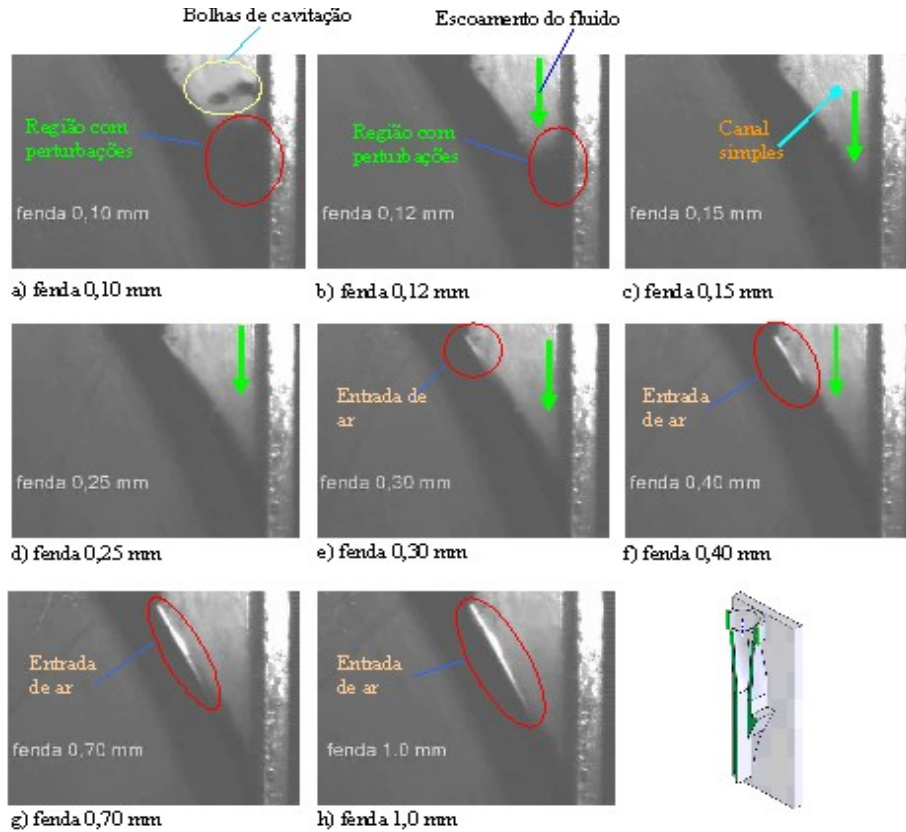 Bolhas de cavitação
Escoamento do fluido
Região com
perturbações
fenda 0,10 mm
Região com
perturbações
fenda 0,12 mm
Canal
simples
fenda 0,15 mm
a) fenda 0,10 mm
b) fenda 0,12 mm
c) fenda 0,15 mm
fenda 0,25 mm
Entrada de
ar
fenda 0,30 mm
Entrada
de ar
fenda 0,40 mm
d) fenda 0,25 mm
e) fenda 0,30 mm
f) fenda 0,40 mm
Entrada
de ar
fenda 0,70 mm
Entrada
de ar
fenda 1.0 mm
g) fenda 0,70 mm
h) fenda 1,0 mm